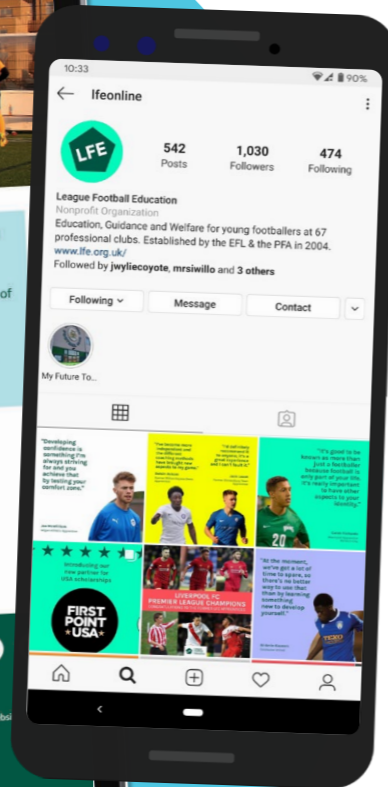 10:33
90%
lfeonline
LFE
542
1,030
474
Posts
Followers
Following
League Football Education
Nonprofit Organization
Education, Guidance and Welfare for young footballers at 67
professional clubs. Established by the EFL & the PFA in 2004.
www.lfe.org.uk/
Followed by jwyliecoyote, mrsiwillo and 3 others
Following
Message
Contact
of
My Future To...
"Developing
confidence is
something I'm
always striving
for and you
achieve that
by testing your
comfort zone."
"It's good to be
known as more than
just a footballer
because football is
only part of your life.
It's really important
to have other
aspects to your
identity."
20
Introducing our
new partner for
USA scholarships
FIRST
POINT
USA
LIVERPOOL FC
PREMIER LEAGUE CHAMPIONS
"At the moment,
we've got a lot of
time to spare, so
there's no better
way to use that
than by learning
something
new to develop
yourself."